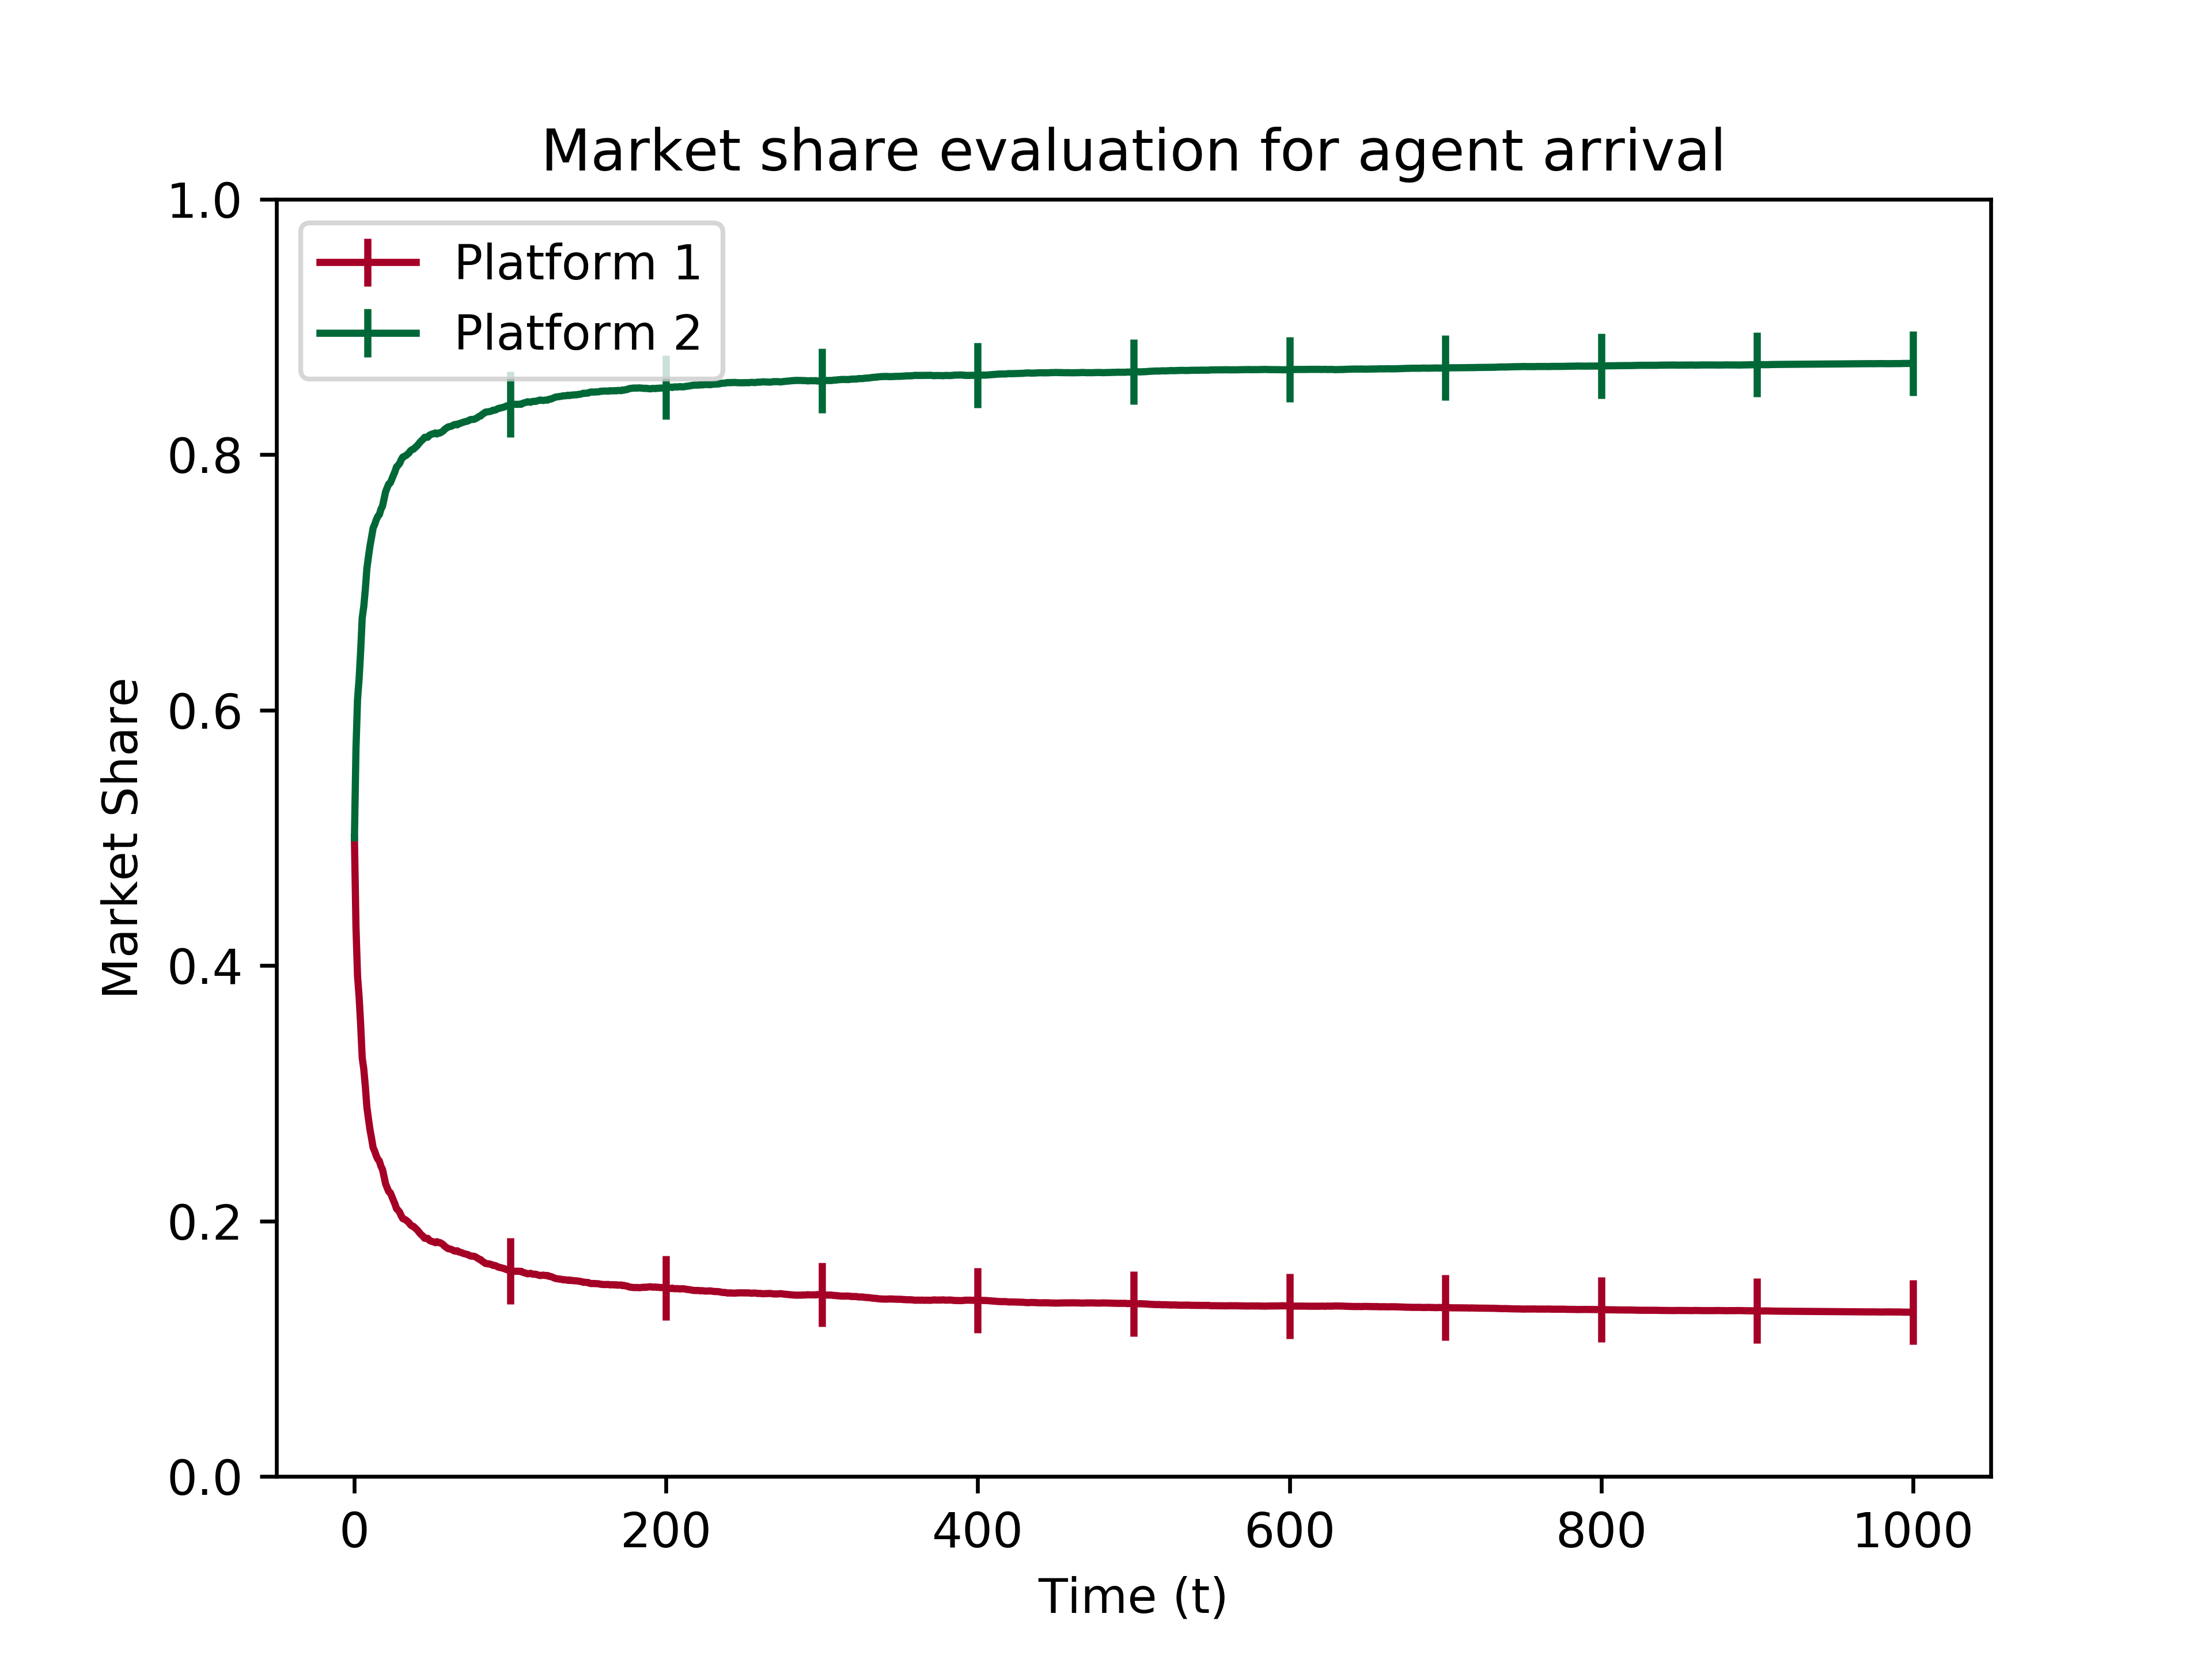 Market share evaluation for agent arrival
Platform 1
Platform 2
1.0
0.8
0.6
0.4
0.2
0.0
Market Share
0 200 400 600 800 1000
Time (t)